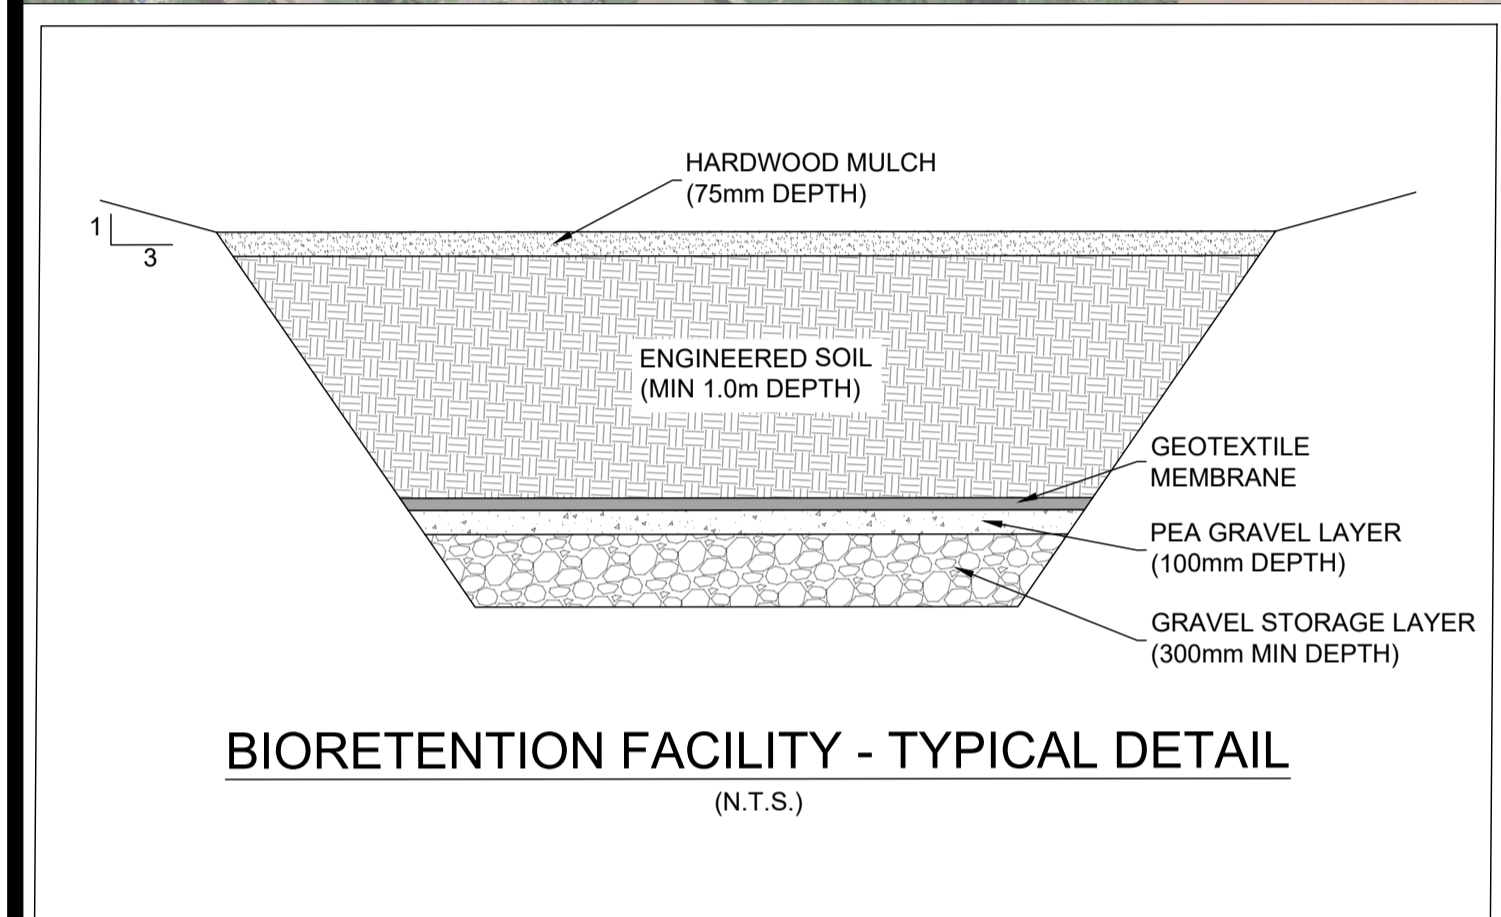 HARDWOOD MULCH
(75mm DEPTH)
1
3
ENGINEERED SOIL
(MIN 1.0m DEPTH)
GEOTEXTILE
MEMBRANE
PEA GRAVEL LAYER
(100mm DEPTH)
GRAVEL STORAGE LAYER
(300mm MIN DEPTH)
BIORETENTION FACILITY - TYPICAL DETAIL
(N.T.S.)